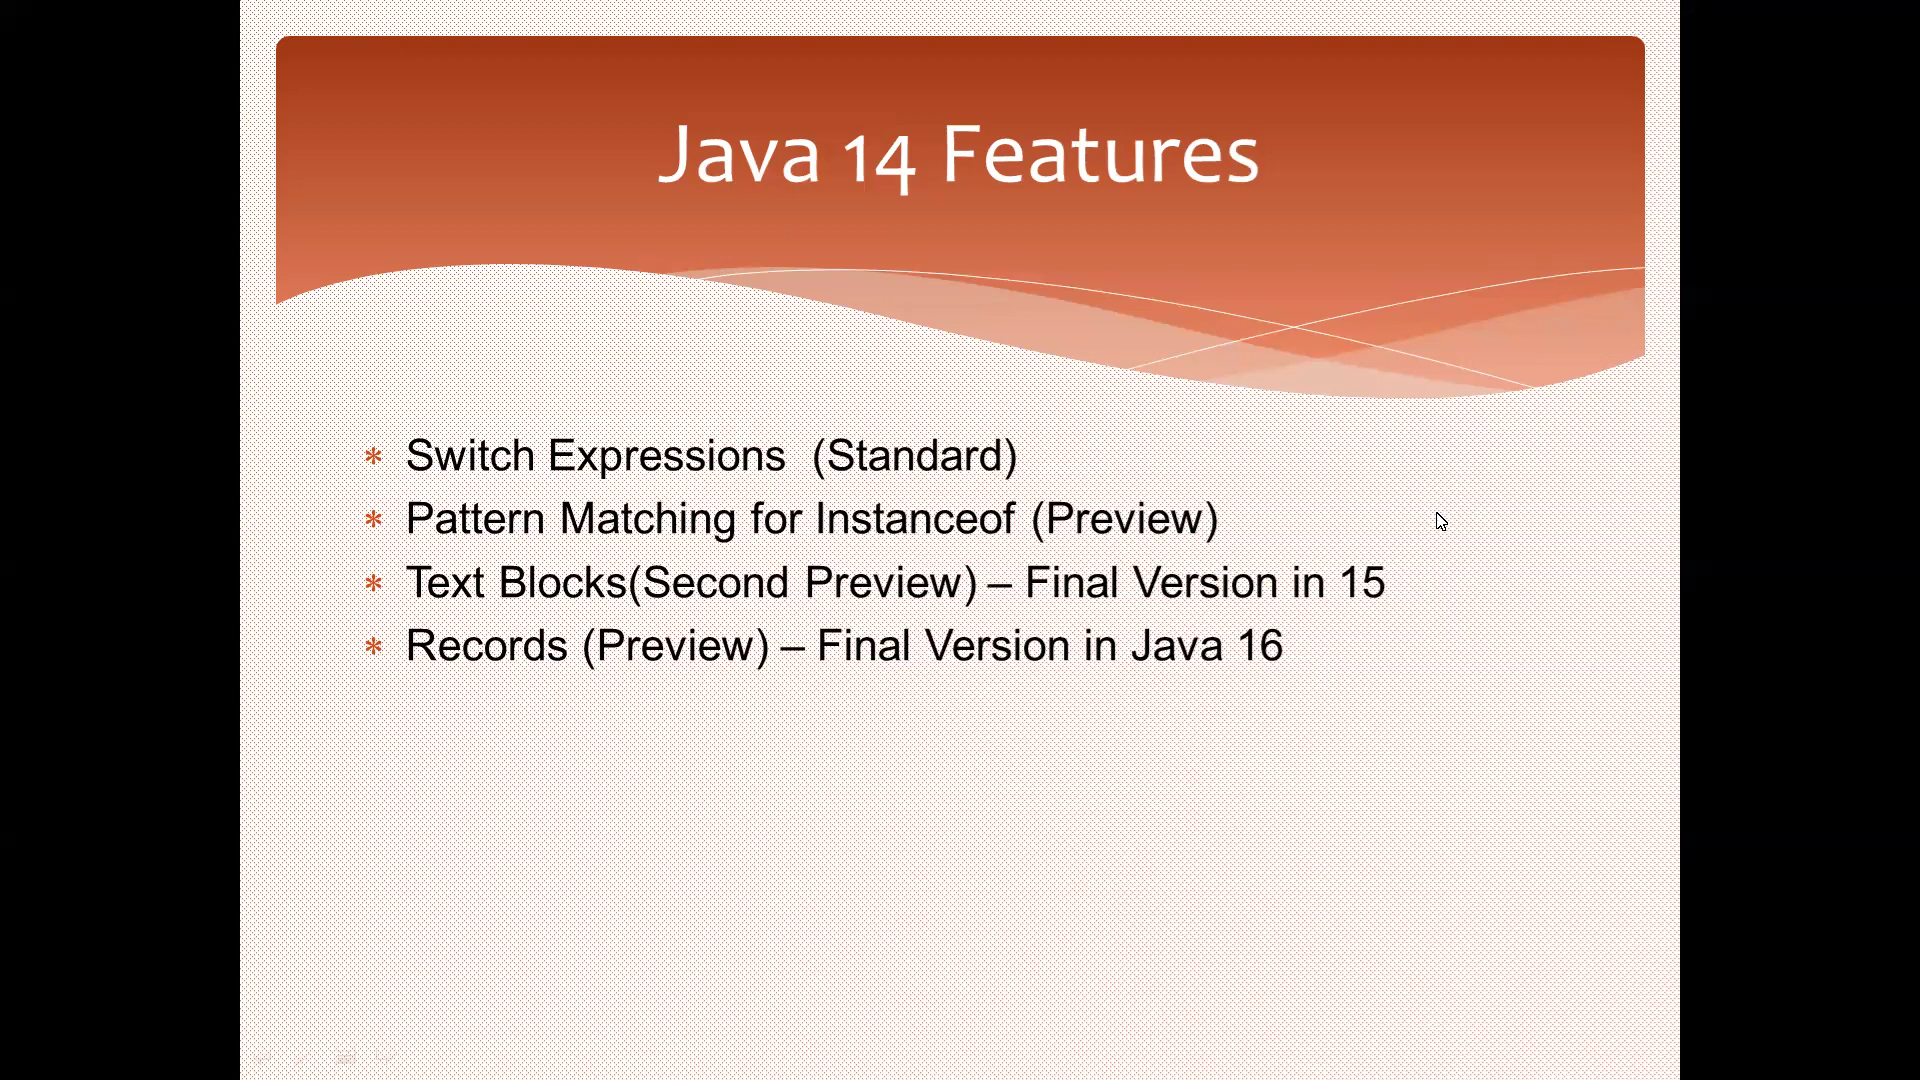 Java 14 Features
* Switch Expressions  (Standard)
* Pattern Matching for Instanceof (Preview)
* Text Blocks(Second Preview) – Final Version in 15
* Records (Preview) – Final Version in Java 16